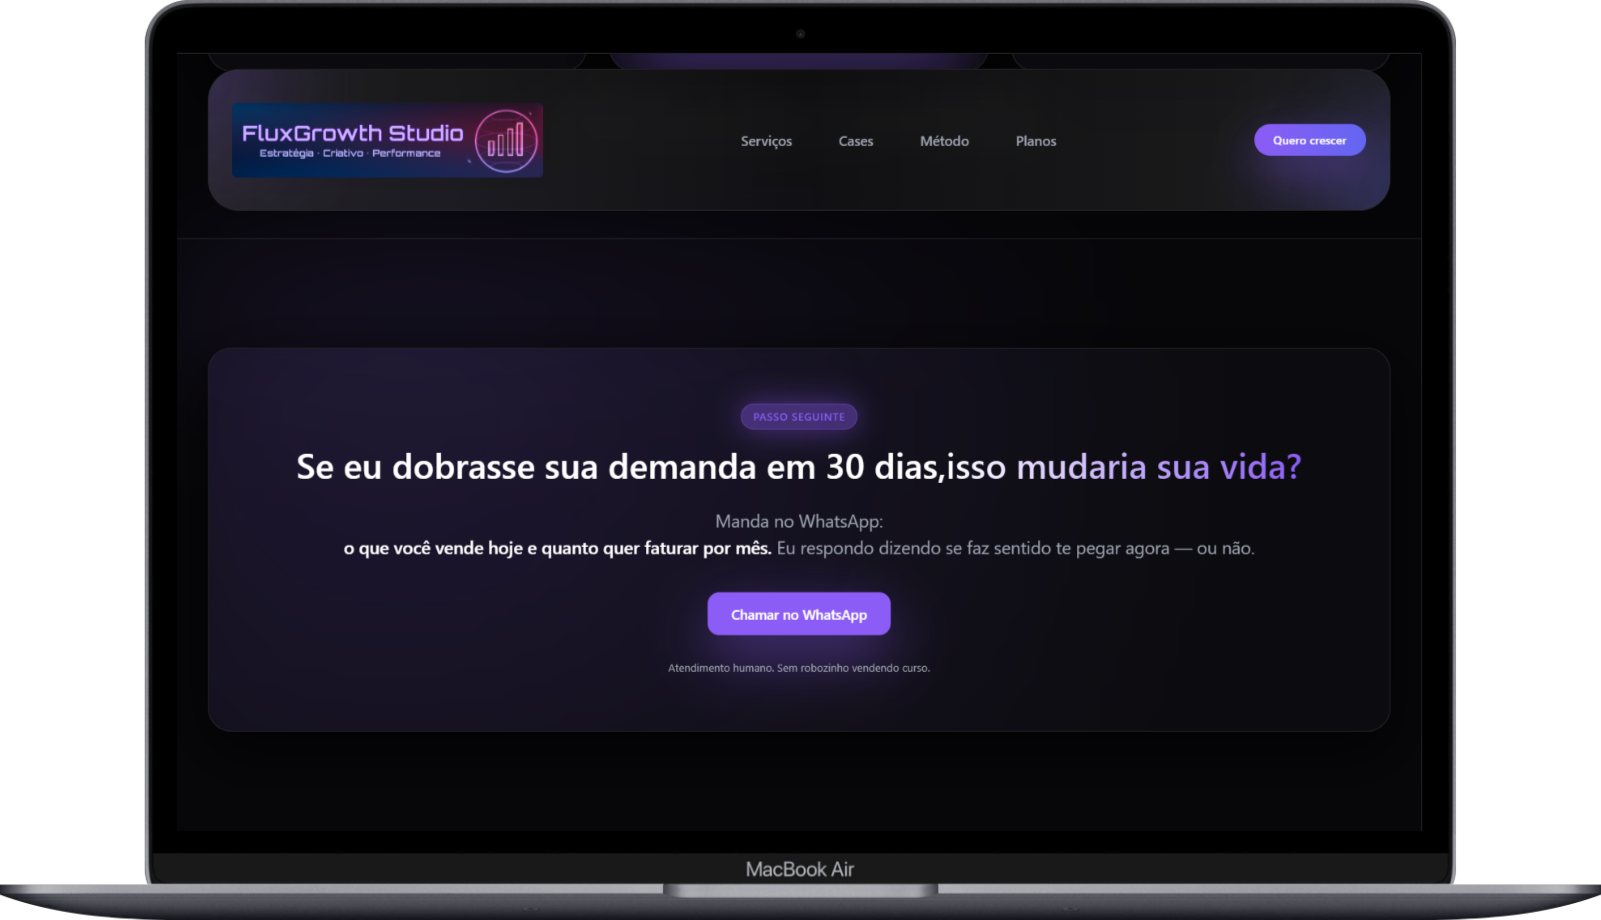 FluxGrowth Studio
Estratégia · Criativo · Performance
Serviços
Cases
Método
Planos
Quero crescer
PASSO SEGUINTE
Se eu dobrasse sua demanda em 30 dias,isso mudaria sua vida?
Manda no WhatsApp:
o que você vende hoje e quanto quer faturar por mês. Eu respondo dizendo se faz sentido te pegar agora — ou não.
Chamar no WhatsApp
Atendimento humano. Sem robozinho vendendo curso.
MacBook Air